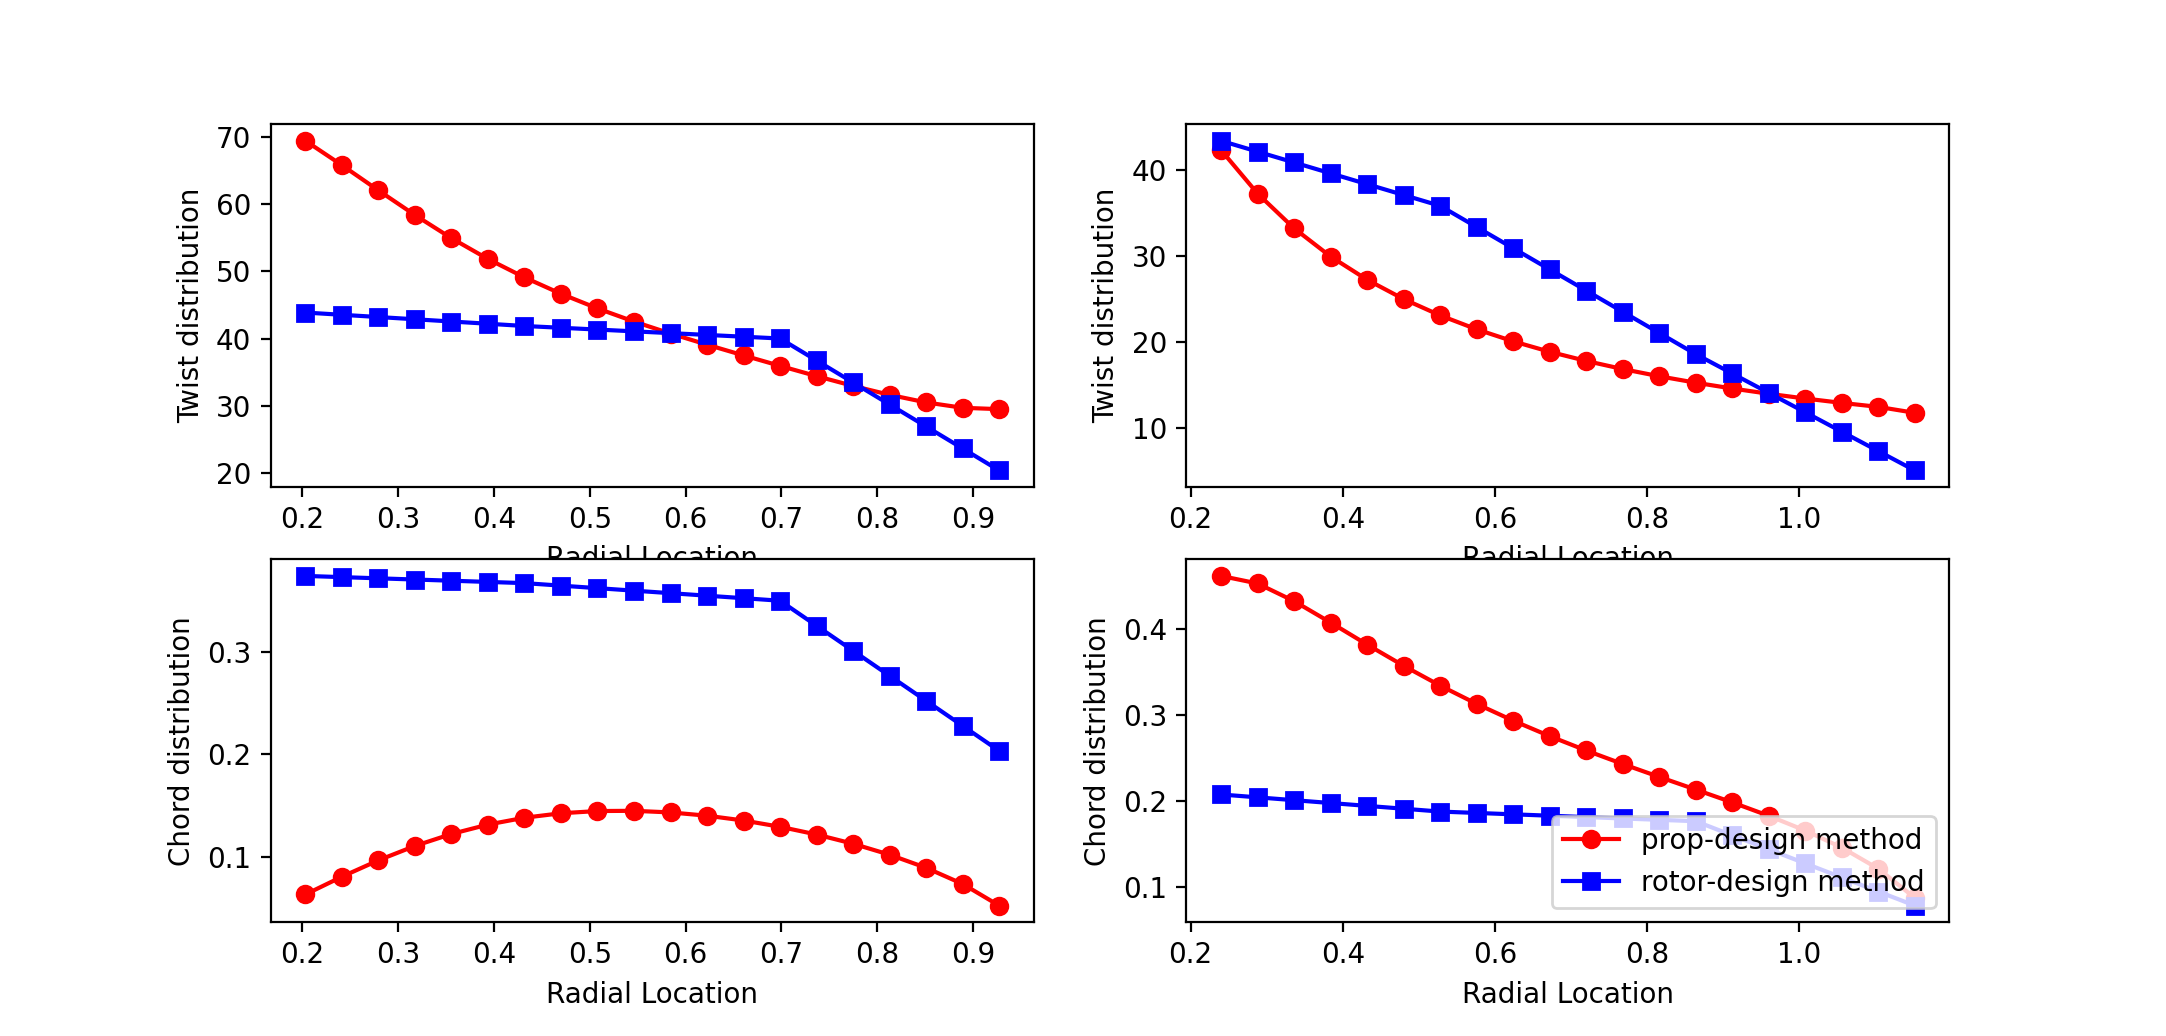 70
60
50
40
30
20
Twist distribution
0.2 0.3 0.4 0.5 0.6 0.7 0.8 0.9
Radial Location
40
30
20
10
Twist distribution
0.2 0.4 0.6 0.8 1.0
Radial Location
0.3
0.2
0.1
Chord distribution
0.2 0.3 0.4 0.5 0.6 0.7 0.8 0.9
Radial Location
0.4
0.3
0.2
0.1
Chord distribution
prop-design method
rotor-design method
0.2 0.4 0.6 0.8 1.0
Radial Location